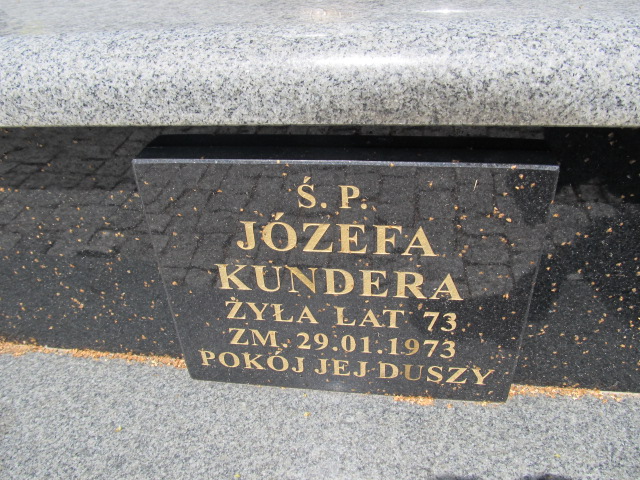 Ś. P.
JÓZEFA
KUNDERA
ŻYŁA LAT 73
ZM. 29.01.1973
POKÓJ JEJ DUSZY